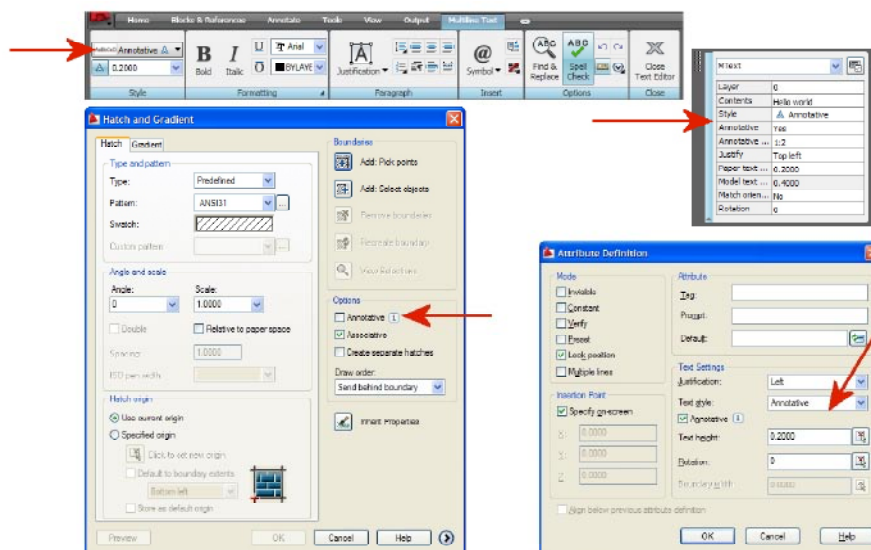 Home Blocks & References Annotate Tools View Output Multiline Text
Annotative
0.2000
Style
B Bold
I Italic
U Arial
O BYLAYE
Formatting
A Justification
Paragraph
@ Symbol
Insert
ABC Find & Replace
ABC Spell Check
Options
Close Text Editor
Close
MText
Layer 0
Contents Hello world
Style Annotative
Annotative Yes
Annotative ... 1:2
Justify Top left
Paper text ... 0.2000
Model text ... 0.4000
Match orien... No
Rotation 0
Hatch and Gradient
Hatch Gradient
Type and pattern
Type: Predefined
Pattern: ANSI31 ...
Swatch:
Custom pattern: ...
Angle and scale
Angle: Scale:
0 1.0000
Double Relative to paper space
Spacing: 1.0000
ISO pen width:
Hatch origin
Use current origin
Specified origin
Click to set new origin
Default to boundary extents
Bottom left
Store as default origin
Preview OK Cancel Help
Boundaries
Add: Pick points
Add: Select objects
Remove boundaries
Recreate boundary
View Selections
Options
Annotative
Associative
Create separate hatches
Draw order:
Send behind boundary
Inherit Properties
Attribute Definition
Mode
Invisible
Constant
Verify
Preset
Lock position
Multiple lines
Insertion Point
Specify on-screen
X: 0.0000
Y: 0.0000
Z: 0.0000
Align below previous attribute definition
Attribute
Tag:
Prompt:
Default:
Text Settings
Justification: Left
Text style: Annotative
Annotative
Text height: 0.2000
Rotation: 0
Boundary width: 0.0000
OK Cancel Help